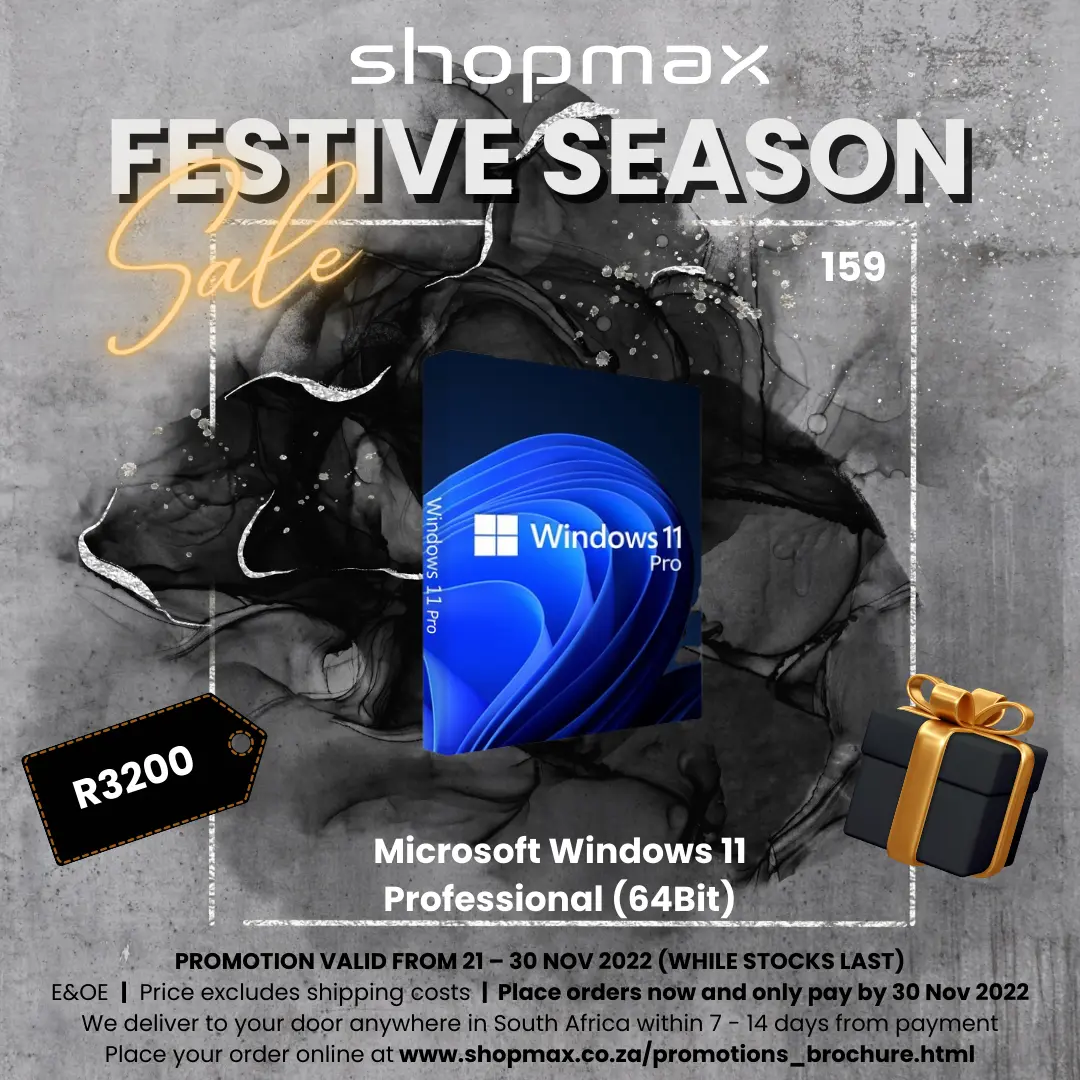 shopmax
FESTIVE SEASON
Sale
159
Windows 11
Pro
Windows 11 Pro
R3200
Microsoft Windows 11
Professional (64Bit)
PROMOTION VALID FROM 21 – 30 NOV 2022 (WHILE STOCKS LAST)
E&OE | Price excludes shipping costs | Place orders now and only pay by 30 Nov 2022
We deliver to your door anywhere in South Africa within 7 - 14 days from payment
Place your order online at www.shopmax.co.za/promotions_brochure.html